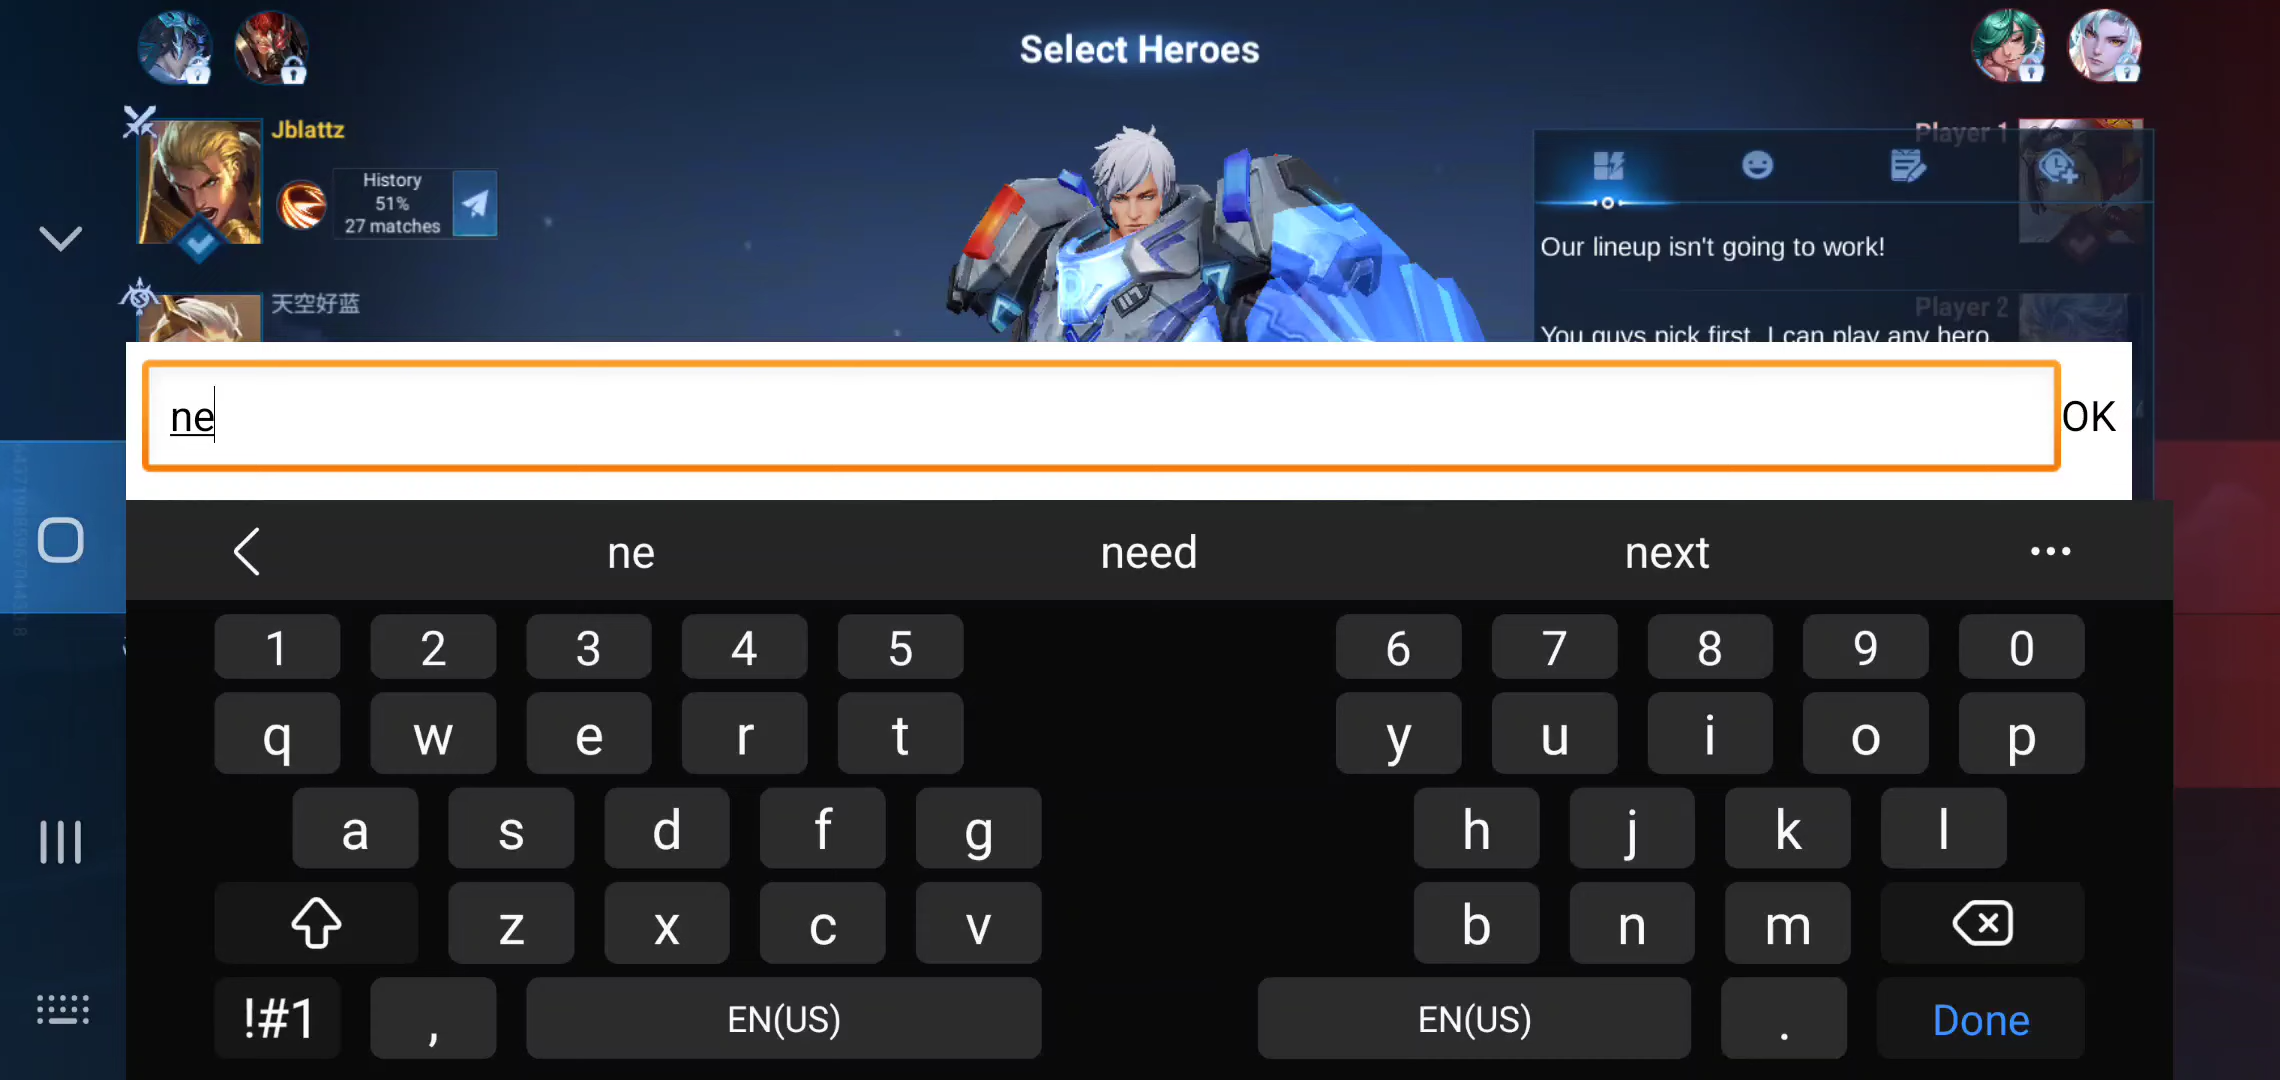 Select Heroes
Jblattz
History
51%
27 matches
天空好蓝
Player 1
Our lineup isn't going to work!
Player 2
You guys pick first, I can play any hero.
ne
OK
ne need next
1 2 3 4 5 6 7 8 9 0
q w e r t y u i o p
a s d f g h j k l
z x c v b n m
!#1 , EN(US) EN(US) . Done